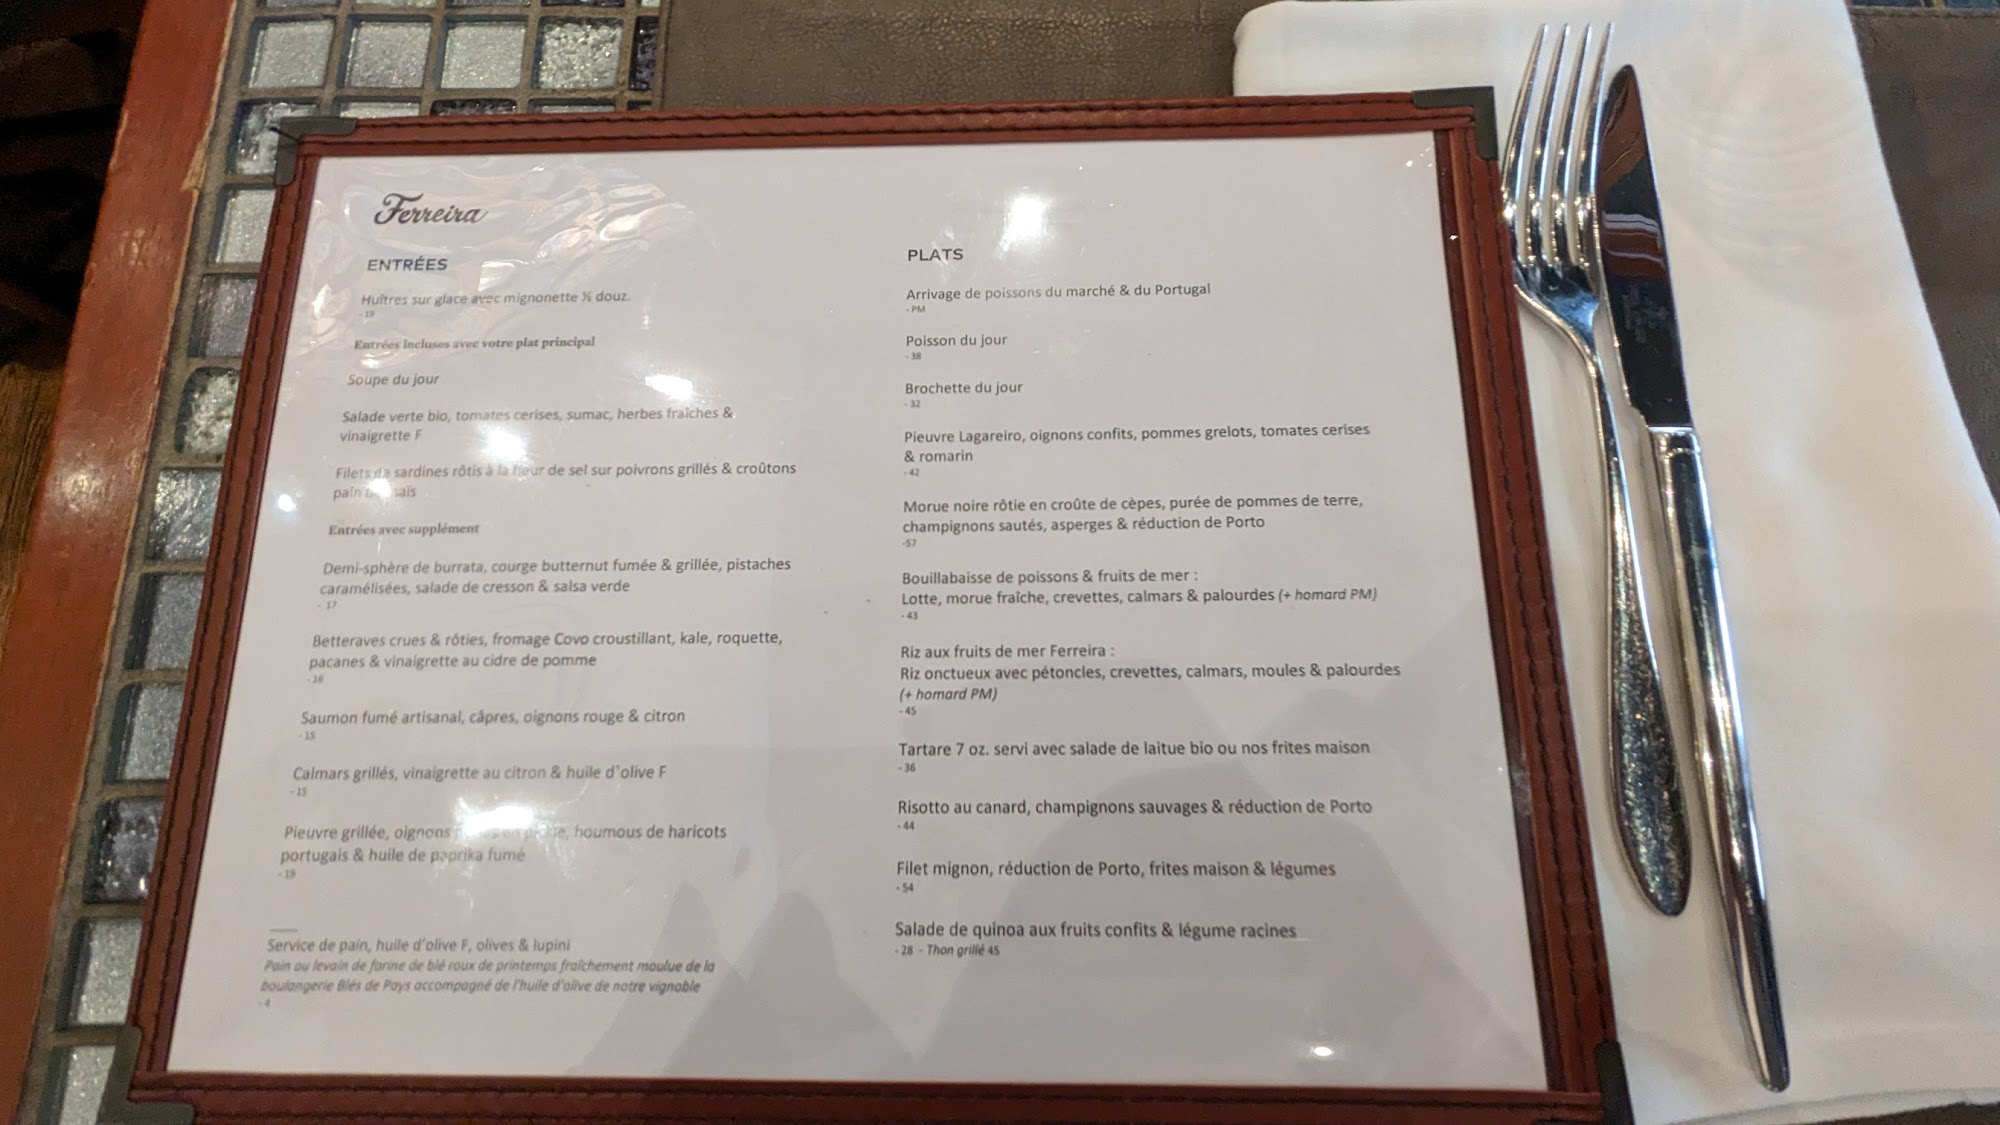 Ferreira
ENTRÉES
Huîtres sur glace avec mignonette ½ douz.
- 19
Entrées incluses avec votre plat principal
Soupe du jour
Salade verte bio, tomates cerises, sumac, herbes fraîches &
vinaigrette F
Filets de sardines rôtis à la fleur de sel sur poivrons grillés & croûtons
pain
Entrées avec supplément
Demi-sphère de burrata, courge butternut fumée & grillée, pistaches
caramélisées, salade de cresson & salsa verde
- 17
Betteraves crues & rôties, fromage Covo croustillant, kale, roquette,
pacanes & vinaigrette au cidre de pomme
- 16
Saumon fumé artisanal, câpres, oignons rouge & citron
- 15
Calmars grillés, vinaigrette au citron & huile d'olive F
- 15
Pieuvre grillée, oignons houmous de haricots
portugais & huile de paprika fumé
- 19
Service de pain, huile d'olive F, olives & lupini
Pain au levain de farine de blé roux de printemps fraîchement moulue de la
boulangerie Blés de Pays accompagné de l'huile d'olive de notre vignoble
- 4
PLATS
Arrivage de poissons du marché & du Portugal
- PM
Poisson du jour
- 38
Brochette du jour
- 32
Pieuvre Lagareiro, oignons confits, pommes grelots, tomates cerises
& romarin
- 42
Morue noire rôtie en croûte de cèpes, purée de pommes de terre,
champignons sautés, asperges & réduction de Porto
-57
Bouillabaisse de poissons & fruits de mer :
Lotte, morue fraîche, crevettes, calmars & palourdes (+ homard PM)
- 43
Riz aux fruits de mer Ferreira :
Riz onctueux avec pétoncles, crevettes, calmars, moules & palourdes
(+ homard PM)
- 45
Tartare 7 oz. servi avec salade de laitue bio ou nos frites maison
- 36
Risotto au canard, champignons sauvages & réduction de Porto
- 44
Filet mignon, réduction de Porto, frites maison & légumes
- 54
Salade de quinoa aux fruits confits & légume racines
- 28 - Thon grillé 45